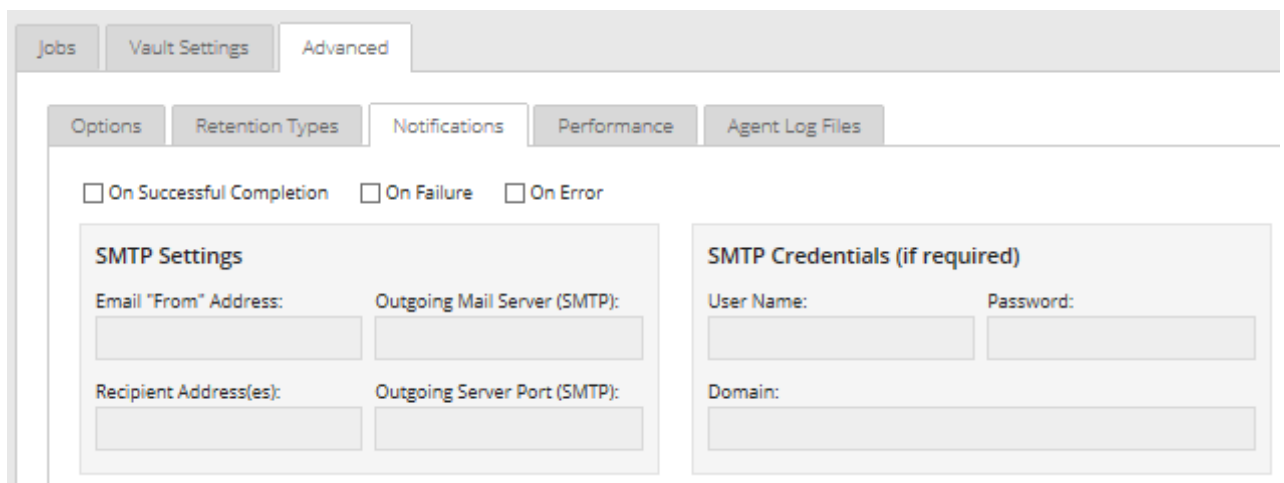 Jobs Vault Settings Advanced
Options Retention Types Notifications Performance Agent Log Files
On Successful Completion On Failure On Error
SMTP Settings SMTP Credentials (if required)
Email "From" Address: Outgoing Mail Server (SMTP): User Name: Password:
Recipient Address(es): Outgoing Server Port (SMTP): Domain: